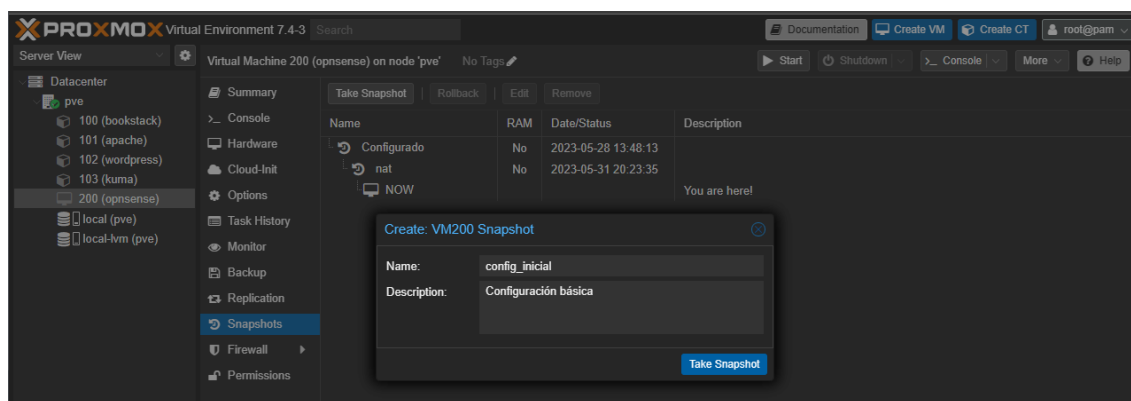 PROXMOX Virtual Environment 7.4-3 Search Documentation Create VM Create CT root@pam
Server View Virtual Machine 200 (opnsense) on node 'pve' No Tags Start Shutdown >_ Console More Help
Datacenter
pve
100 (bookstack)
101 (apache)
102 (wordpress)
103 (kuma)
200 (opnsense)
local (pve)
local-lvm (pve)
Summary
>_ Console
Hardware
Cloud-Init
Options
Task History
Monitor
Backup
Replication
Snapshots
Firewall
Permissions
Take Snapshot Rollback Edit Remove
Name RAM Date/Status Description
Configurado No 2023-05-28 13:48:13
nat No 2023-05-31 20:23:35
NOW You are here!
Create: VM200 Snapshot
Name: config_inicial
Description: Configuración básica
Take Snapshot